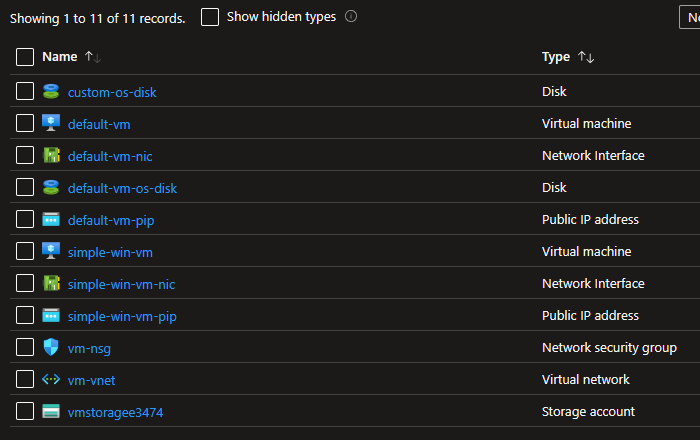 Showing 1 to 11 of 11 records. Show hidden types
Name Type
custom-os-disk Disk
default-vm Virtual machine
default-vm-nic Network Interface
default-vm-os-disk Disk
default-vm-pip Public IP address
simple-win-vm Virtual machine
simple-win-vm-nic Network Interface
simple-win-vm-pip Public IP address
vm-nsg Network security group
vm-vnet Virtual network
vmstoragee3474 Storage account